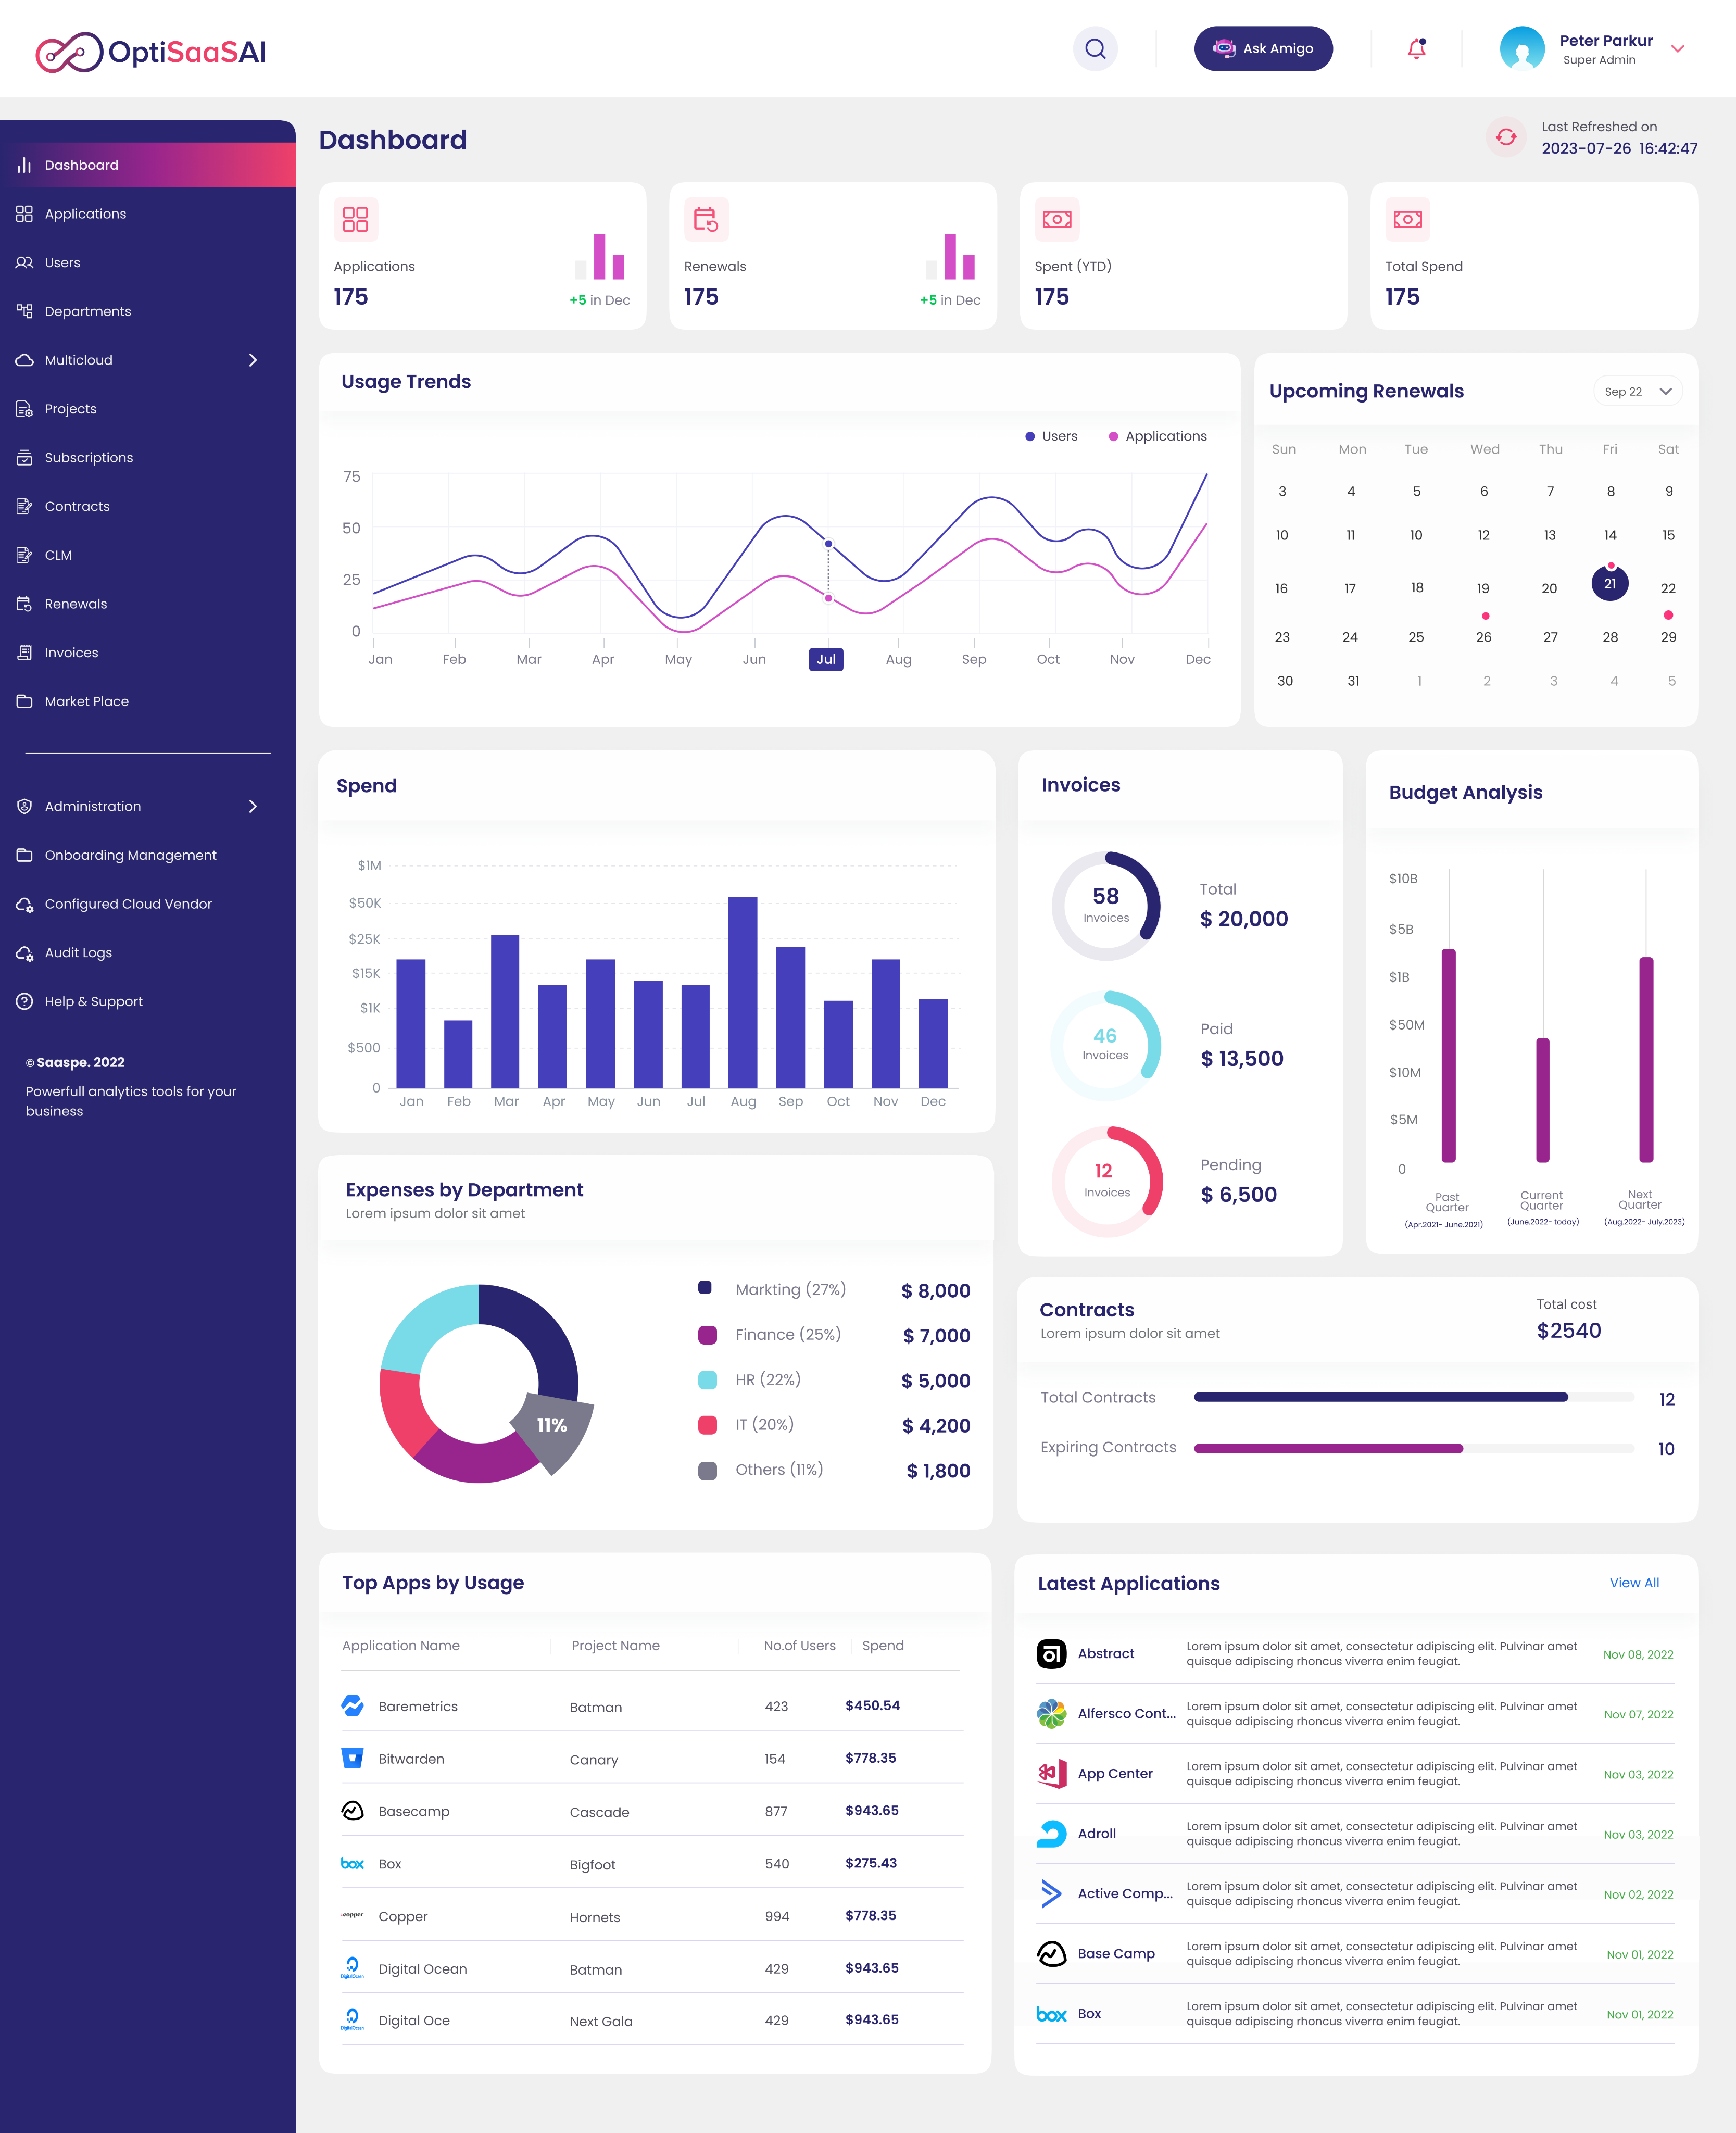 OptiSaaSAI
Ask Amigo
Peter Parkur
Super Admin
Dashboard
Applications
Users
Departments
Multicloud
Projects
Subscriptions
Contracts
CLM
Renewals
Invoices
Market Place
Administration
Onboarding Management
Configured Cloud Vendor
Audit Logs
Help & Support
© Saaspe. 2022
Powerfull analytics tools for your
business
Dashboard
Last Refreshed on
2023-07-26 16:42:47
Applications
175
+5 in Dec
Renewals
175
+5 in Dec
Spent (YTD)
175
Total Spend
175
Usage Trends
Users Applications
75
50
25
0
Jan Feb Mar Apr May Jun Jul Aug Sep Oct Nov Dec
Upcoming Renewals
Sep 22
Sun Mon Tue Wed Thu Fri Sat
3 4 5 6 7 8 9
10 11 10 12 13 14 15
16 17 18 19 20 21 22
23 24 25 26 27 28 29
30 31 1 2 3 4 5
Spend
$1M
$50K
$25K
$15K
$1K
$500
0
Jan Feb Mar Apr May Jun Jul Aug Sep Oct Nov Dec
Invoices
58
Invoices
Total
$ 20,000
46
Invoices
Paid
$ 13,500
12
Invoices
Pending
$ 6,500
Budget Analysis
$10B
$5B
$1B
$50M
$10M
$5M
0
Past
Quarter
(Apr.2021- June.2021)
Current
Quarter
(June.2022- today)
Next
Quarter
(Aug.2022- July.2023)
Expenses by Department
Lorem ipsum dolor sit amet
11%
Markting (27%) $ 8,000
Finance (25%) $ 7,000
HR (22%) $ 5,000
IT (20%) $ 4,200
Others (11%) $ 1,800
Contracts
Lorem ipsum dolor sit amet
Total cost
$2540
Total Contracts 12
Expiring Contracts 10
Top Apps by Usage
Application Name Project Name No.of Users Spend
Baremetrics Batman 423 $450.54
Bitwarden Canary 154 $778.35
Basecamp Cascade 877 $943.65
box Box Bigfoot 540 $275.43
copper Copper Hornets 994 $778.35
DigitalOcean Digital Ocean Batman 429 $943.65
DigitalOcean Digital Oce Next Gala 429 $943.65
Latest Applications
View All
Abstract
Lorem ipsum dolor sit amet, consectetur adipiscing elit. Pulvinar amet
quisque adipiscing rhoncus viverra enim feugiat.
Nov 08, 2022
Alfersco Cont...
Lorem ipsum dolor sit amet, consectetur adipiscing elit. Pulvinar amet
quisque adipiscing rhoncus viverra enim feugiat.
Nov 07, 2022
App Center
Lorem ipsum dolor sit amet, consectetur adipiscing elit. Pulvinar amet
quisque adipiscing rhoncus viverra enim feugiat.
Nov 03, 2022
Adroll
Lorem ipsum dolor sit amet, consectetur adipiscing elit. Pulvinar amet
quisque adipiscing rhoncus viverra enim feugiat.
Nov 03, 2022
Active Comp...
Lorem ipsum dolor sit amet, consectetur adipiscing elit. Pulvinar amet
quisque adipiscing rhoncus viverra enim feugiat.
Nov 02, 2022
Base Camp
Lorem ipsum dolor sit amet, consectetur adipiscing elit. Pulvinar amet
quisque adipiscing rhoncus viverra enim feugiat.
Nov 01, 2022
box Box
Lorem ipsum dolor sit amet, consectetur adipiscing elit. Pulvinar amet
quisque adipiscing rhoncus viverra enim feugiat.
Nov 01, 2022